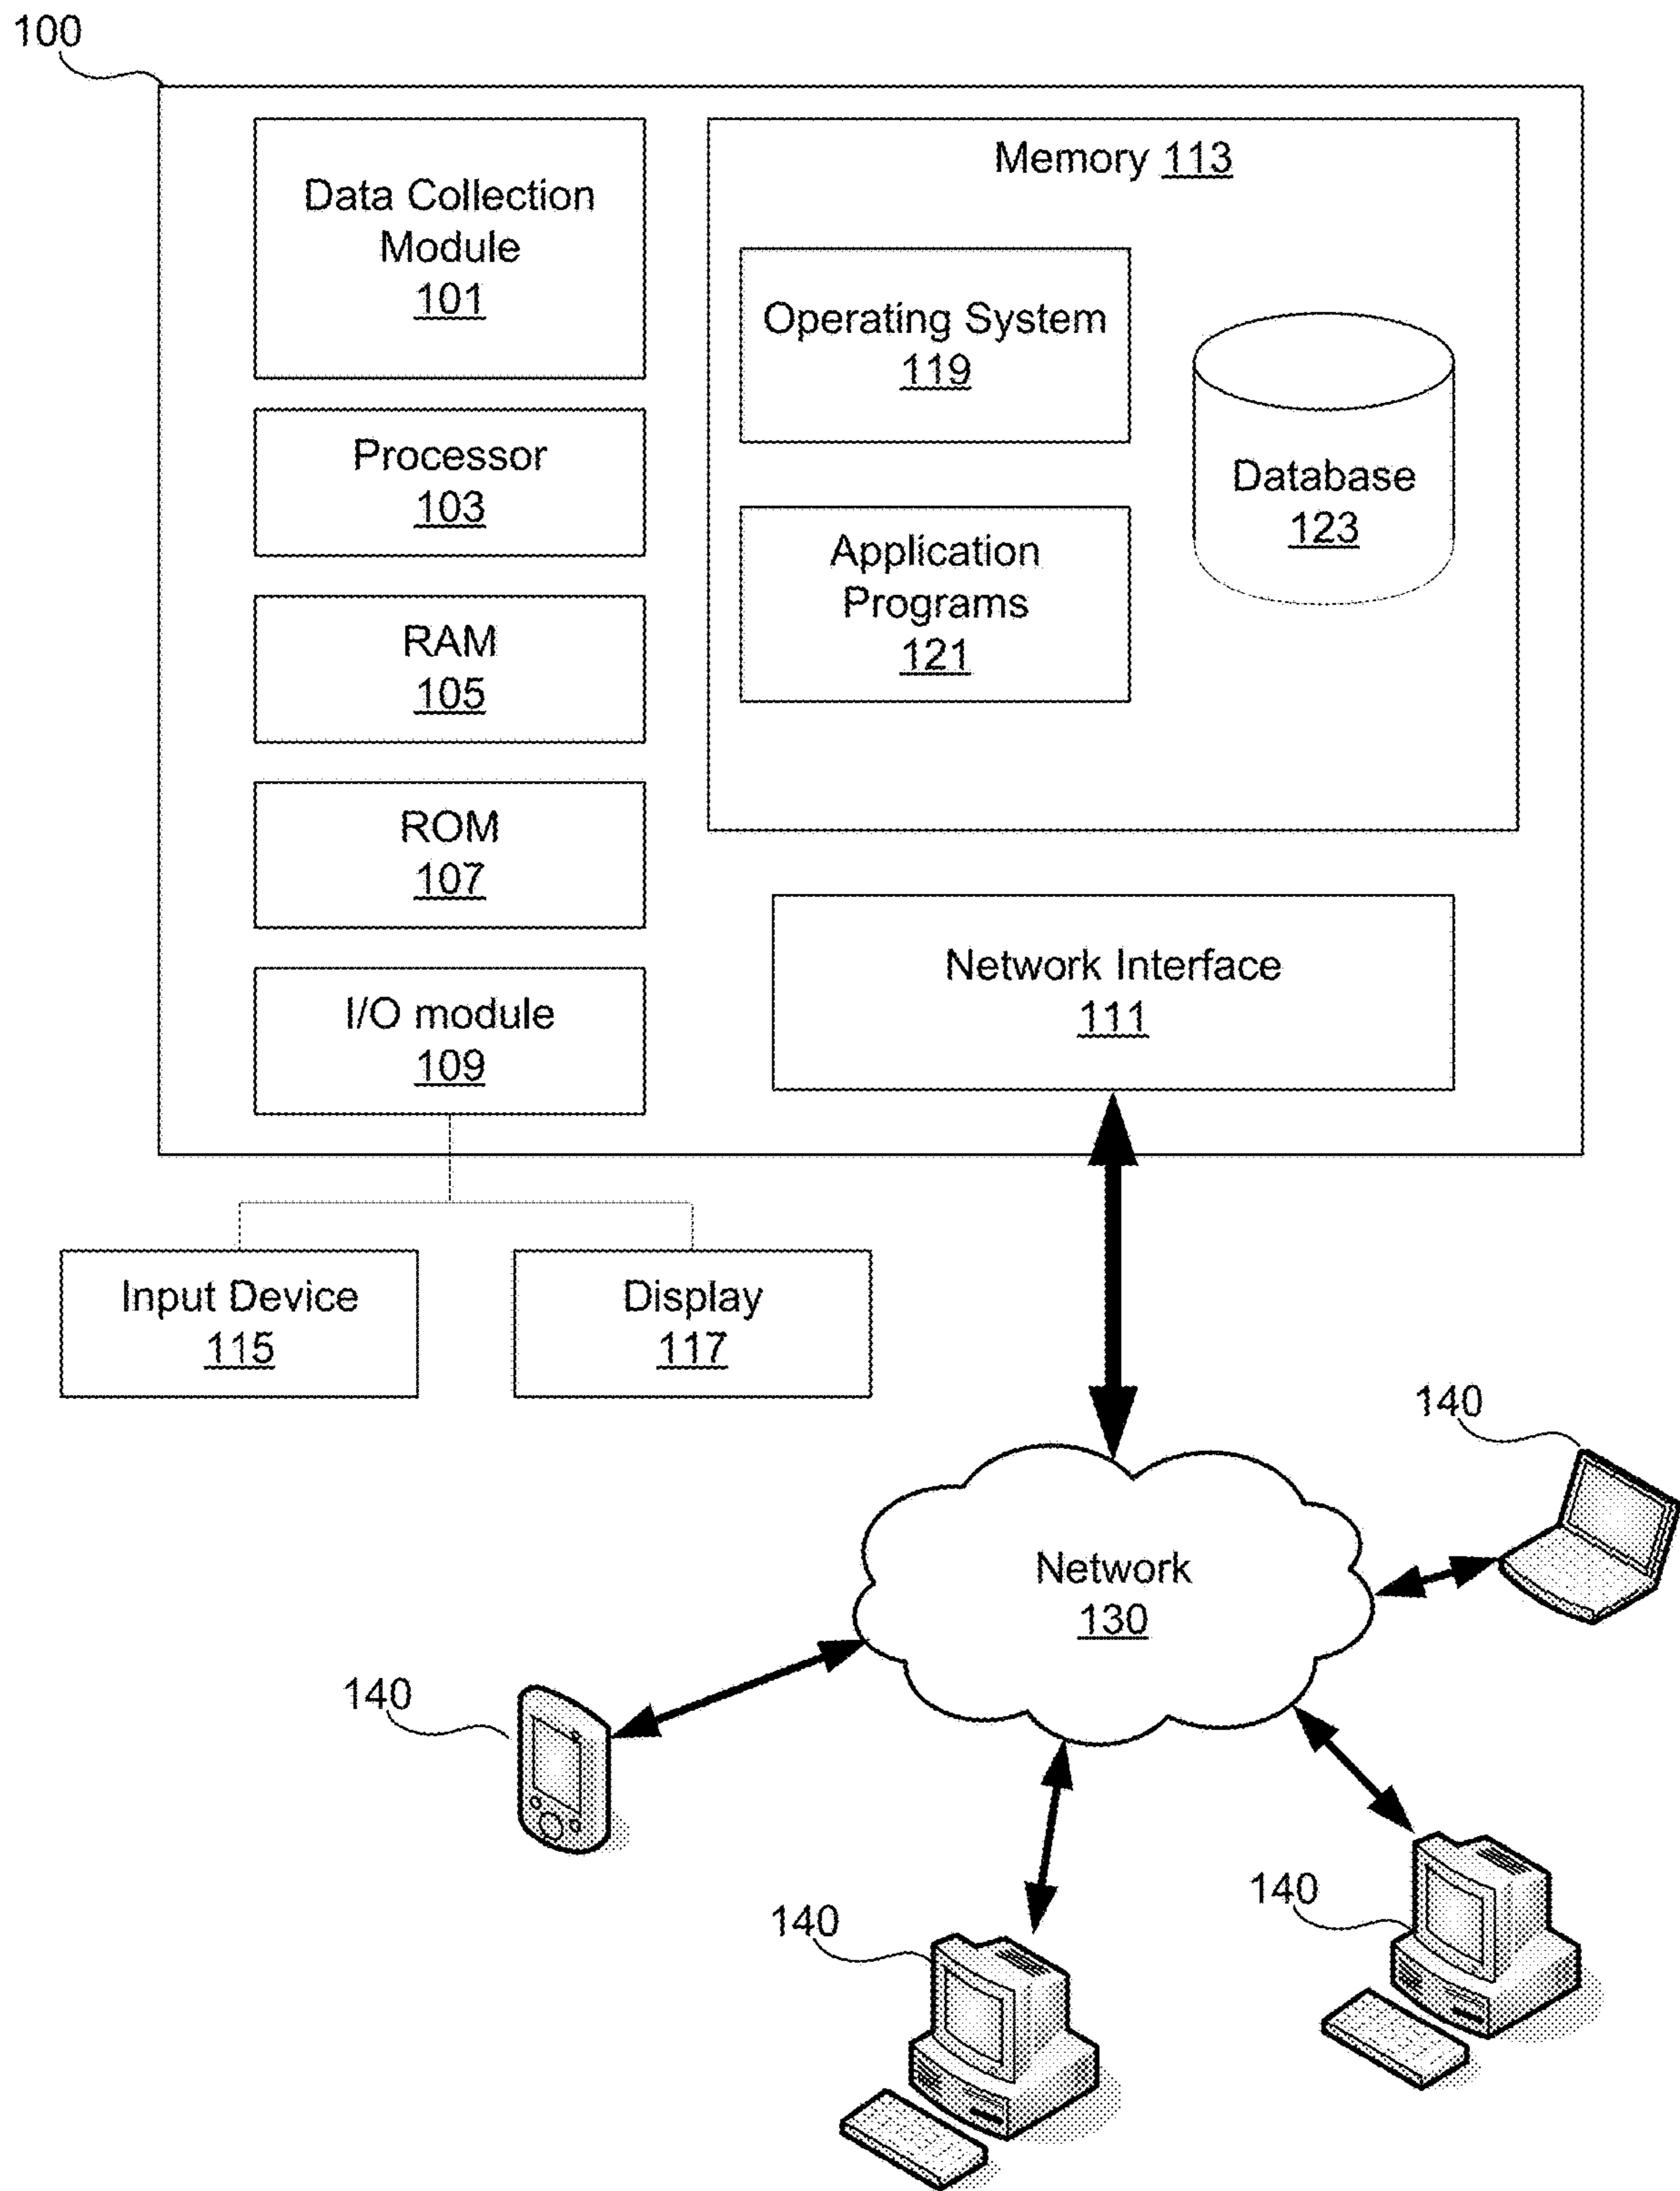 100
Data Collection
Module
101
Processor
103
RAM
105
ROM
107
I/O module
109
Memory 113
Operating System
119
Application
Programs
121
Database
123
Network Interface
111
Input Device
115
Display
117
Network
130
140
140
140
140